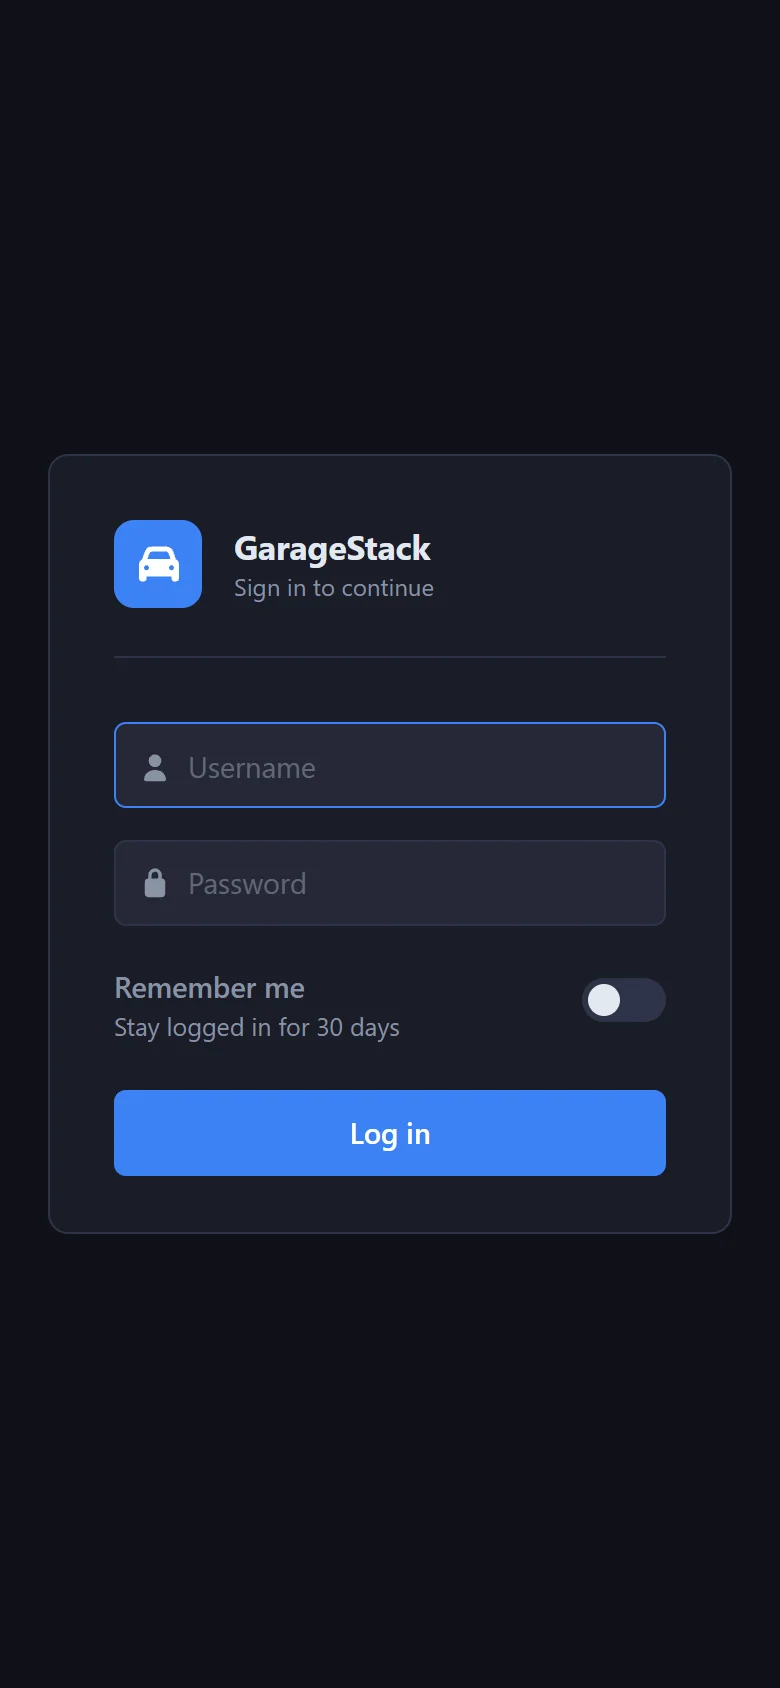 GarageStack
Sign in to continue
Username
Password
Remember me
Stay logged in for 30 days
Log in